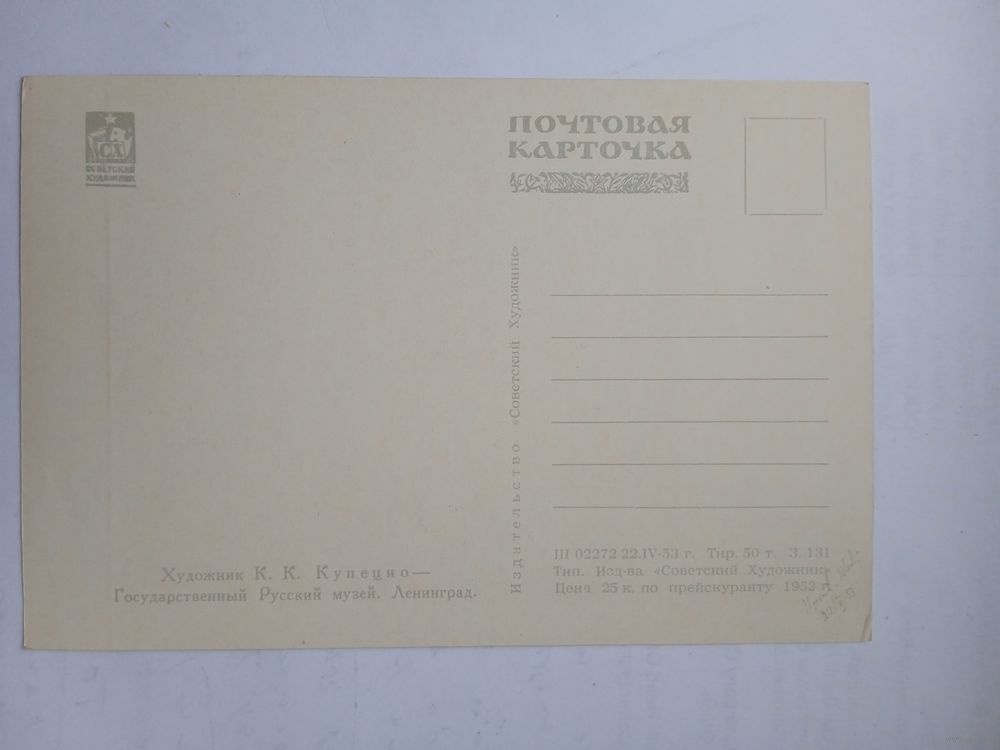 СХ
СОВЕТСКИЙ
ХУДОЖНИК
ПОЧТОВАЯ
КАРТОЧКА
Издательство «Советский Художник»
Художник К. К. Купецио—
Государственный Русский музей. Ленинград.
Ш 02272 22.IV-53 г. Тир. 50 т. З. 131
Тип. Изд-ва «Советский Художник»
Цена 25 к. по прейскуранту 1952 г.